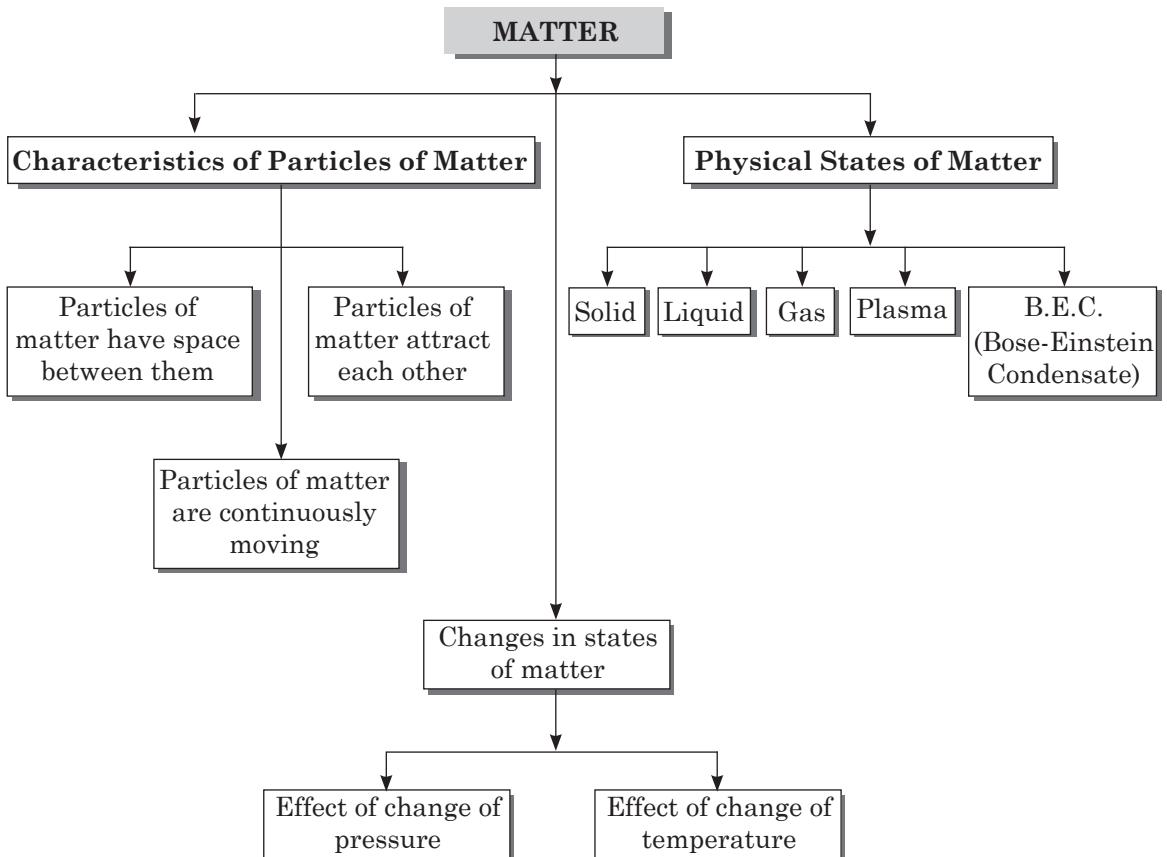 MATTER
Characteristics of Particles of Matter
Physical States of Matter
Particles of
matter have space
between them
Particles of
matter attract
each other
Solid
Liquid
Gas
Plasma
B.E.C.
(Bose-Einstein
Condensate)
Particles of matter
are continuously
moving
Changes in states
of matter
Effect of change of
pressure
Effect of change of
temperature